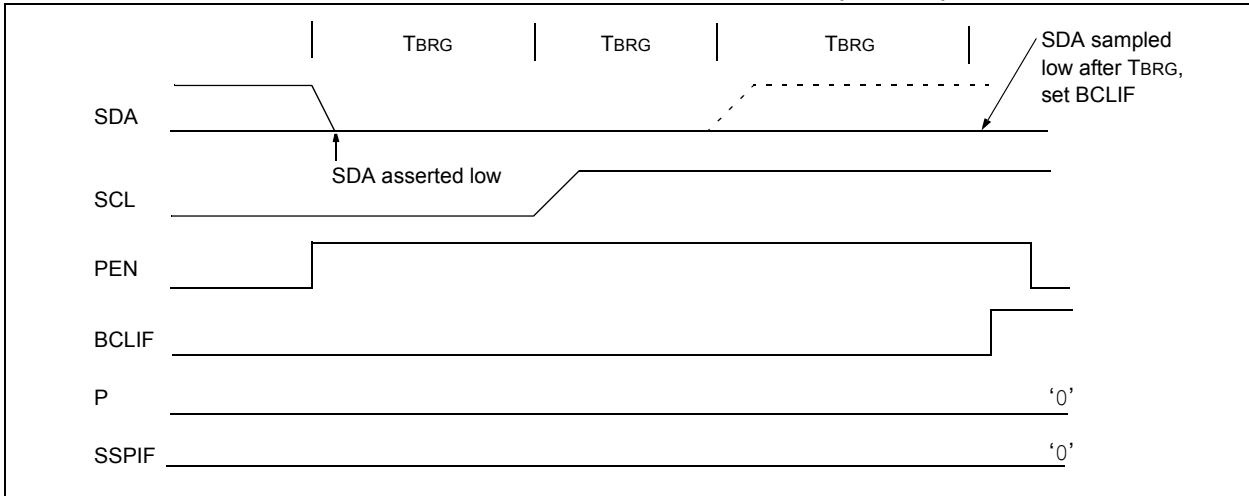 TBRG TBRG TBRG
SDA sampled
low after TBRG,
set BCLIF
SDA
SDA asserted low
SCL
PEN
BCLIF
P '0'
SSPIF '0'